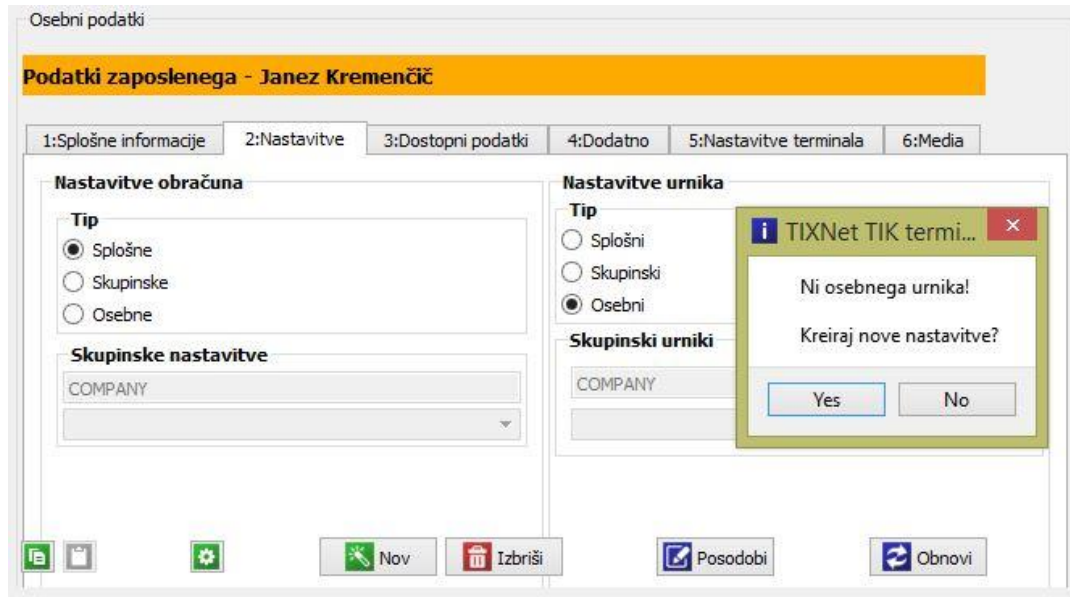 Osebni podatki
Podatki zaposlenega - Janez Kremenčič
1:Splošne informacije 2:Nastavitve 3:Dostopni podatki 4:Dodatno 5:Nastavitve terminala 6:Media
Nastavitve obračuna
Tip
Splošne
Skupinske
Osebne
Skupinske nastavitve
COMPANY
Nastavitve urnika
Tip
Splošni
Skupinski
Osebni
Skupinski urniki
COMPANY
TIXNet TIK termi...
Ni osebnega urnika!
Kreiraj nove nastavitve?
Yes No
Nov Izbriši Posodobi Obnovi